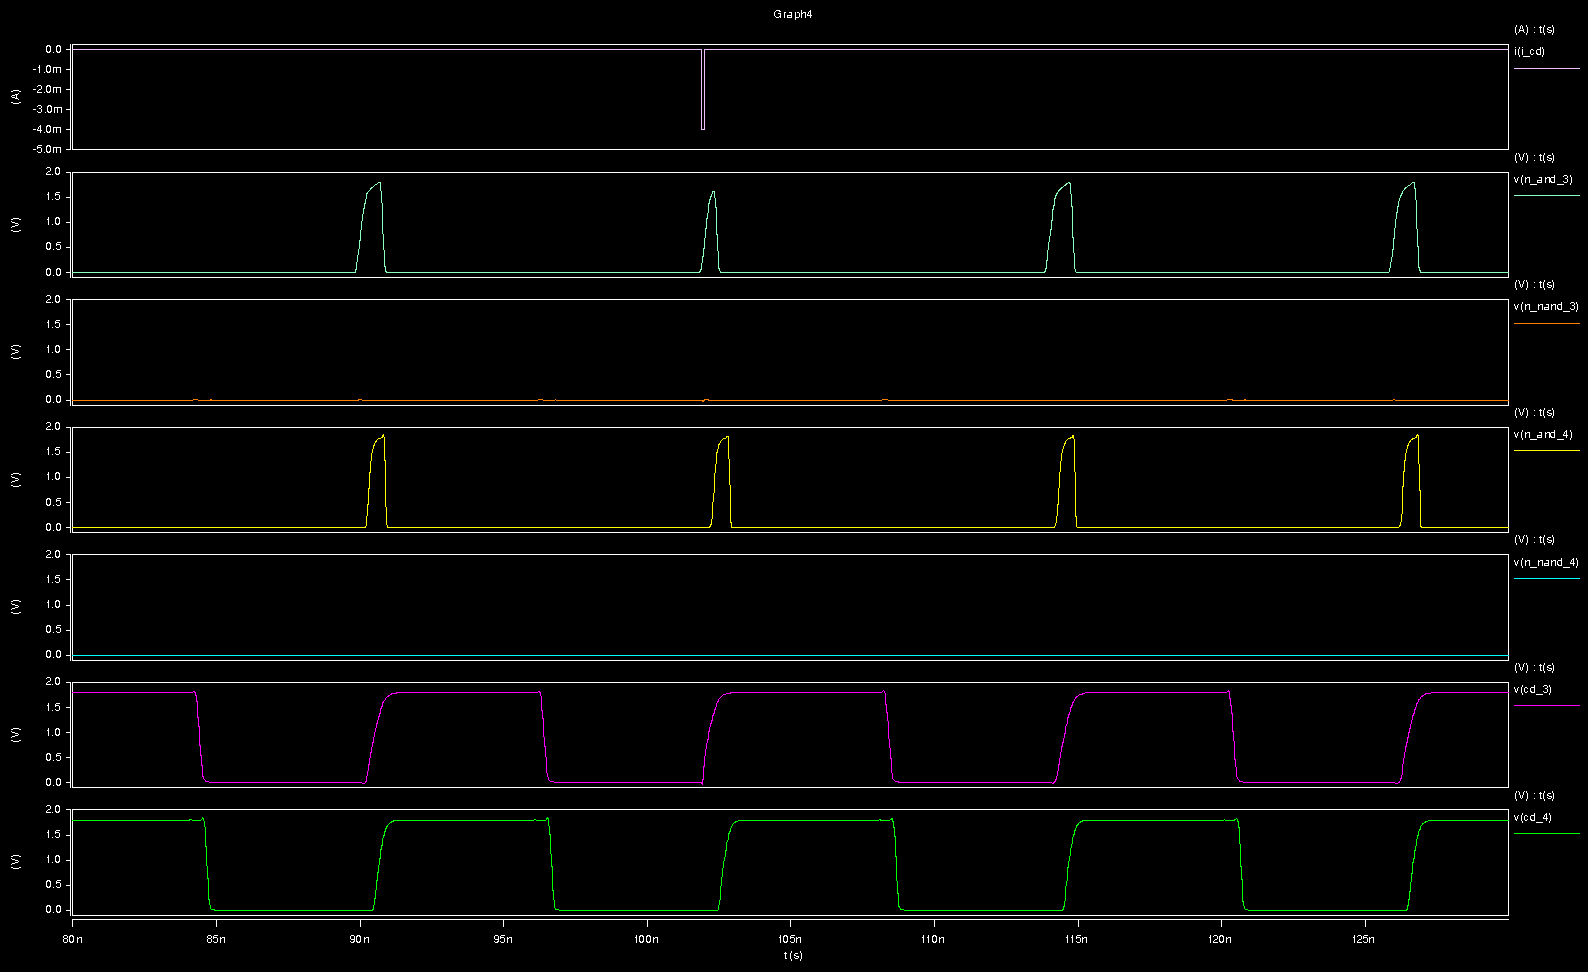 Graph4
(A) : t(s)
i(i_cd)
0.0
-1.0m
-2.0m
-3.0m
-4.0m
-5.0m
(A)
(V) : t(s)
v(n_and_3)
2.0
1.5
1.0
0.5
0.0
(V)
(V) : t(s)
v(n_nand_3)
2.0
1.5
1.0
0.5
0.0
(V)
(V) : t(s)
v(n_and_4)
2.0
1.5
1.0
0.5
0.0
(V)
(V) : t(s)
v(n_nand_4)
2.0
1.5
1.0
0.5
0.0
(V)
(V) : t(s)
v(cd_3)
2.0
1.5
1.0
0.5
0.0
(V)
(V) : t(s)
v(cd_4)
2.0
1.5
1.0
0.5
0.0
(V)
80n 85n 90n 95n 100n 105n 110n 115n 120n 125n
t(s)